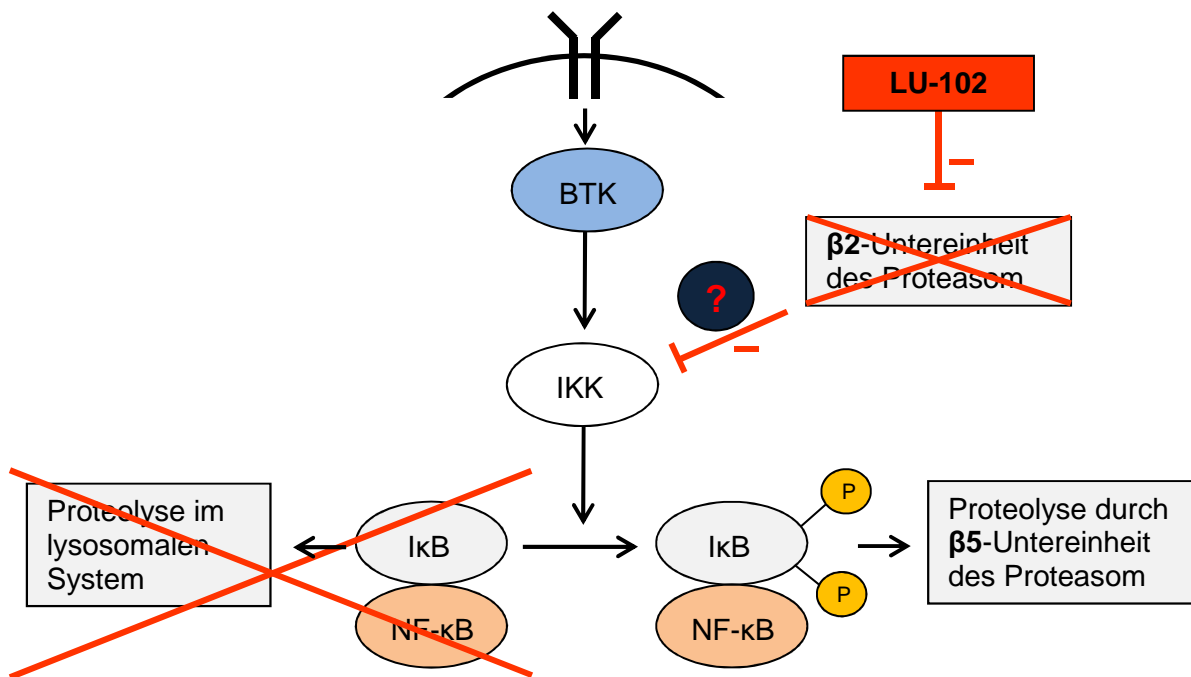 LU-102
–
BTK
β2-Untereinheit
des Proteasom
?
–
IKK
Proteolyse im
lysosomalen
System
IκB
NF-κB
IκB
NF-κB
P
P
Proteolyse durch
β5-Untereinheit
des Proteasom